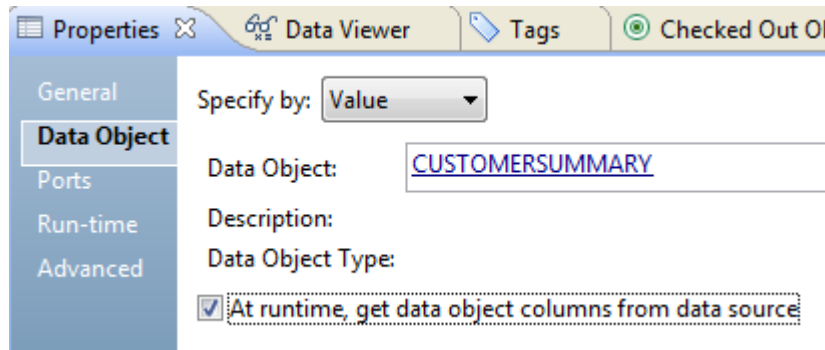 Properties Data Viewer Tags Checked Out Ol
General
Specify by: Value
Data Object
Data Object: CUSTOMERSUMMARY
Ports
Run-time
Description:
Advanced
Data Object Type:
At runtime, get data object columns from data source